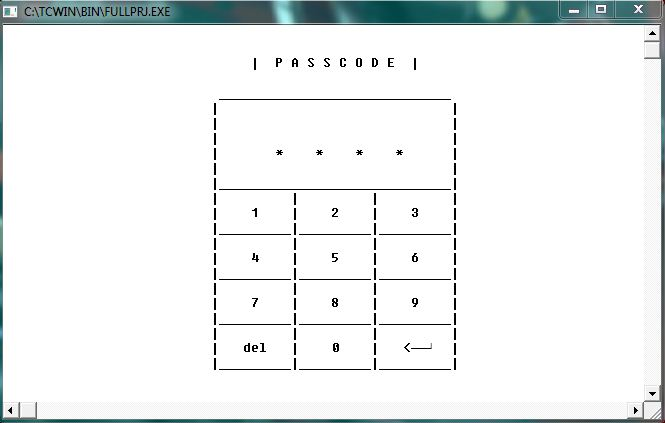 C:\TCWIN\BIN\FULLPRJ.EXE
| P A S S C O D E |
* * * *
1 2 3
4 5 6
7 8 9
del 0 <──┘